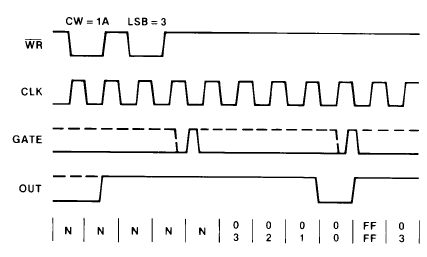 CW = 1A LSB = 3
WR
CLK
GATE
OUT
N N N N N 0 0 0 0 FF 0
3 2 1 0 FF 3